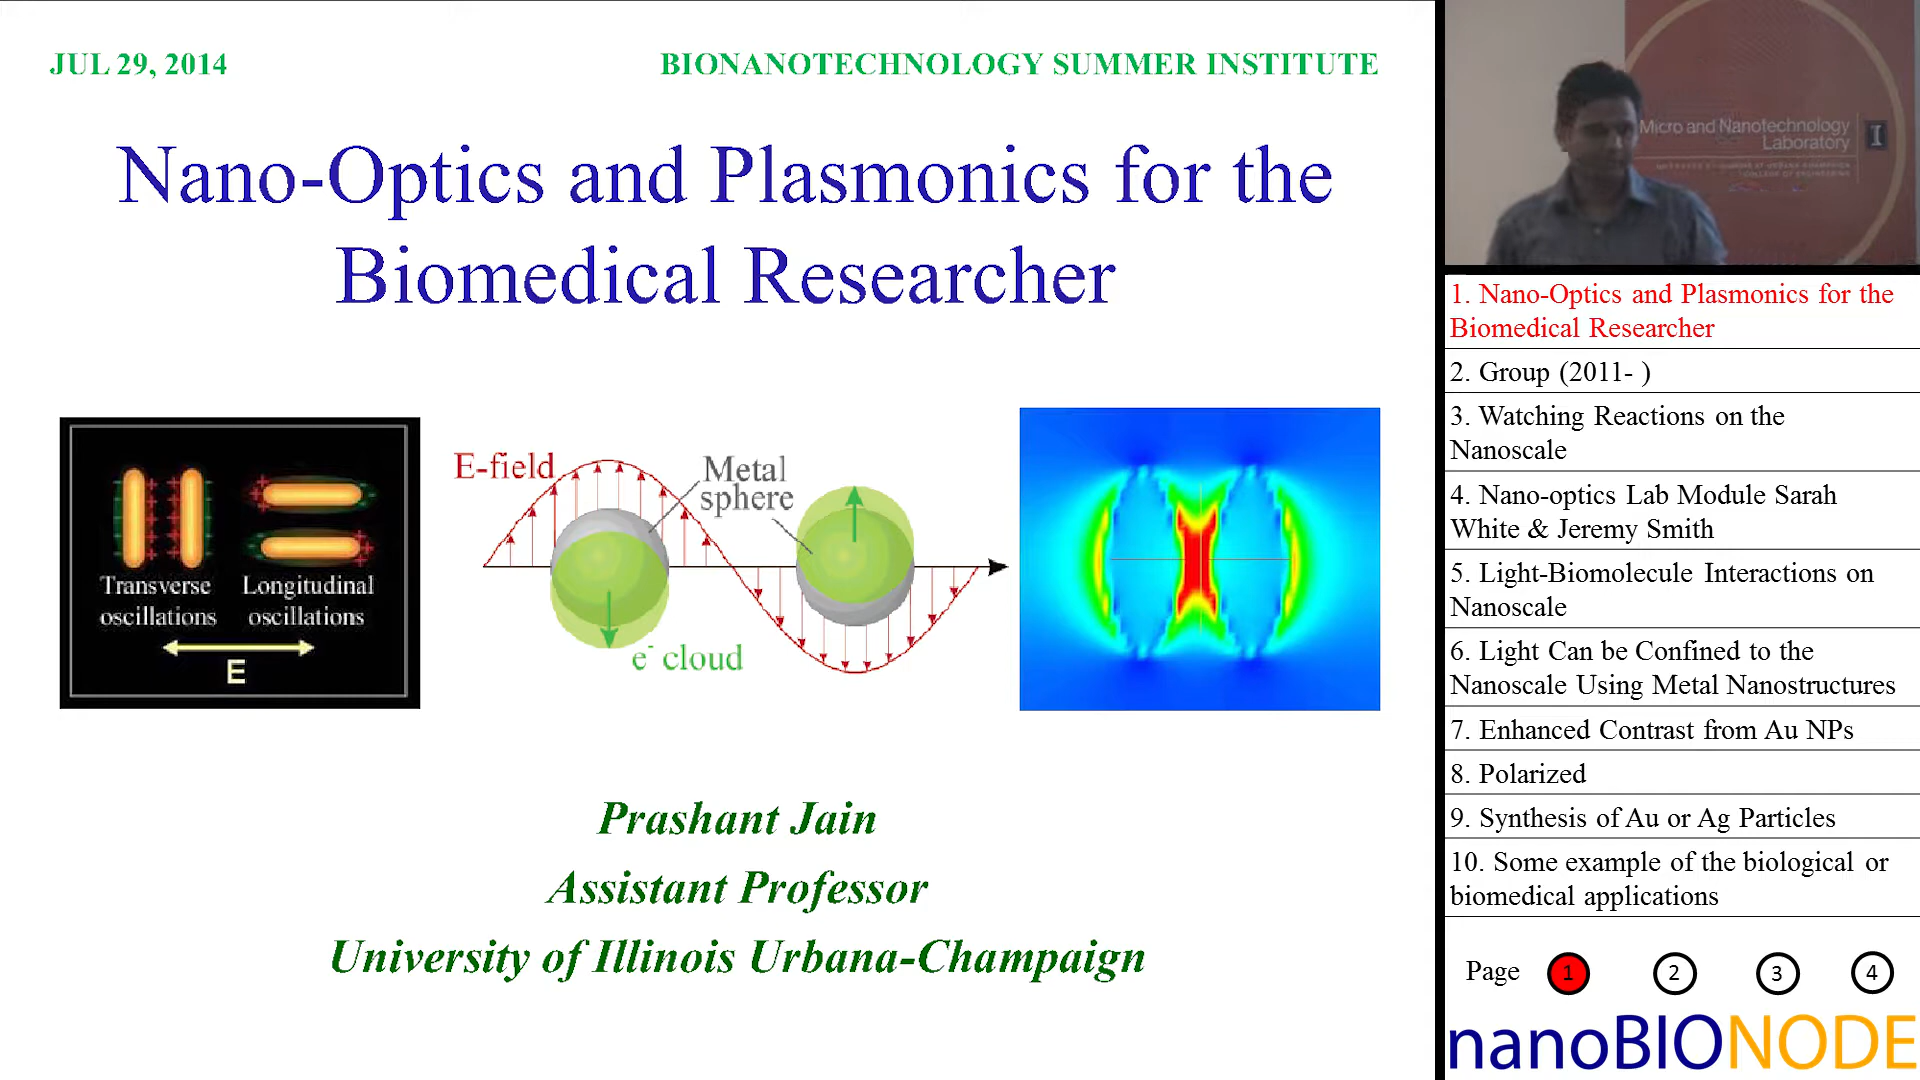 JUL 29, 2014
BIONANOTECHNOLOGY SUMMER INSTITUTE
Nano-Optics and Plasmonics for the
Biomedical Researcher
Transverse
oscillations
Longitudinal
oscillations
E
E-field
Metal
sphere
e- cloud
Prashant Jain
Assistant Professor
University of Illinois Urbana-Champaign
Micro and Nanotechnology
Laboratory
I
1. Nano-Optics and Plasmonics for the
Biomedical Researcher
2. Group (2011- )
3. Watching Reactions on the
Nanoscale
4. Nano-optics Lab Module Sarah
White & Jeremy Smith
5. Light-Biomolecule Interactions on
Nanoscale
6. Light Can be Confined to the
Nanoscale Using Metal Nanostructures
7. Enhanced Contrast from Au NPs
8. Polarized
9. Synthesis of Au or Ag Particles
10. Some example of the biological or
biomedical applications
Page 1 2 3 4
nanoBIONODE